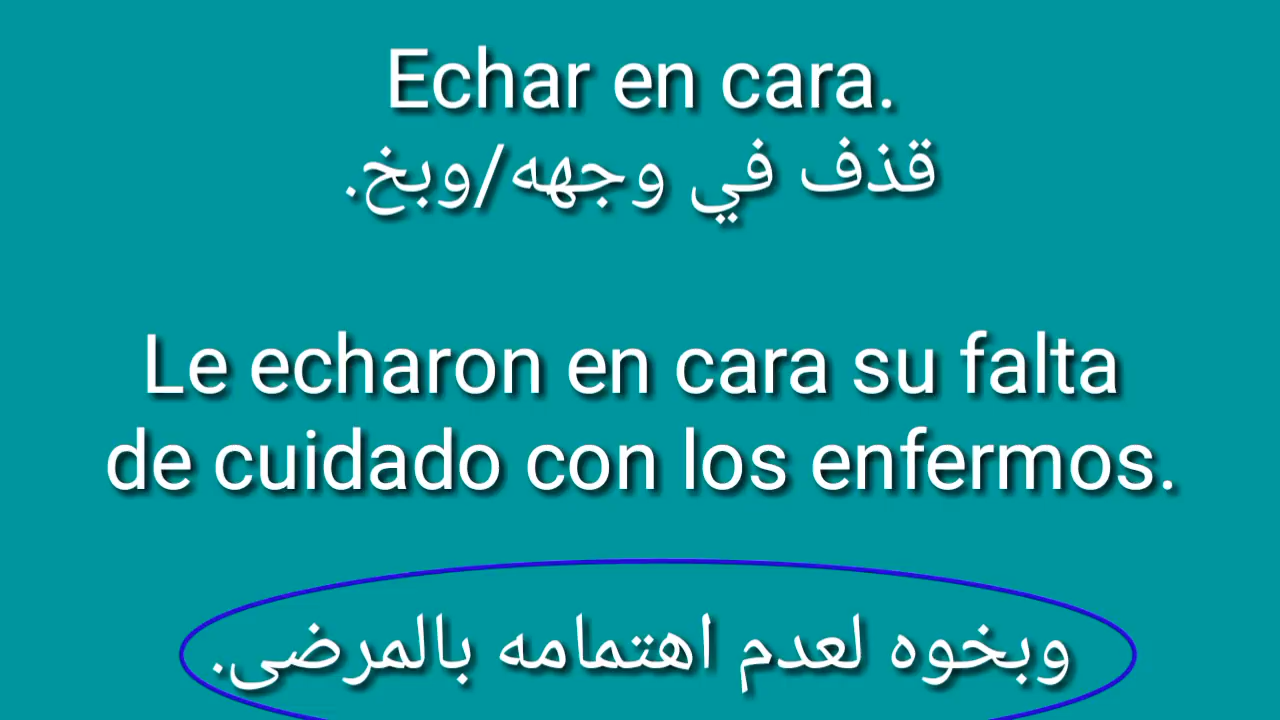 Echar en cara.
قذف في وجهه/وبخ.
Le echaron en cara su falta
de cuidado con los enfermos.
وبخوه لعدم اهتمامه بالمرضى.